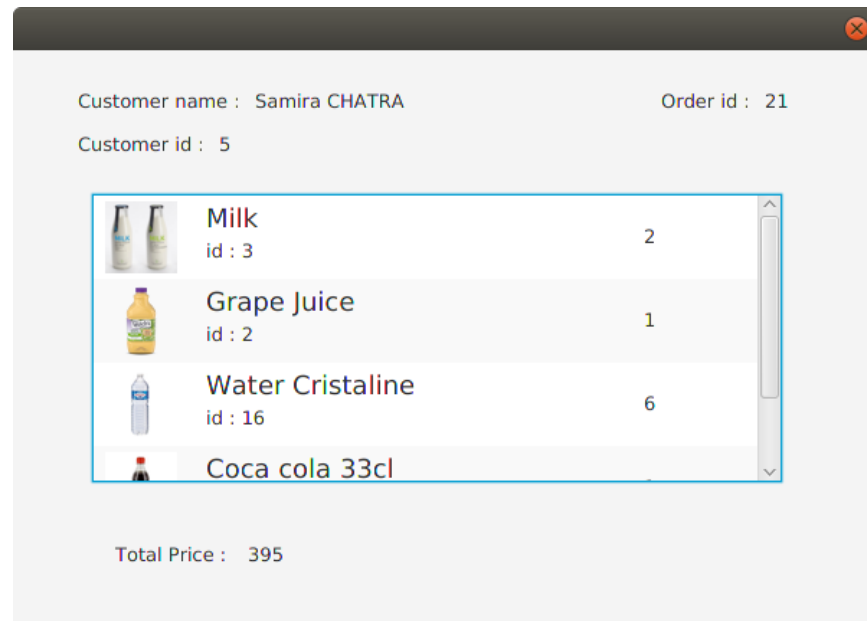 Customer name : Samira CHATRA Order id : 21
Customer id : 5
Milk
id : 3
2
Grape Juice
id : 2
1
Water Cristaline
id : 16
6
Coca cola 33cl
Total Price : 395